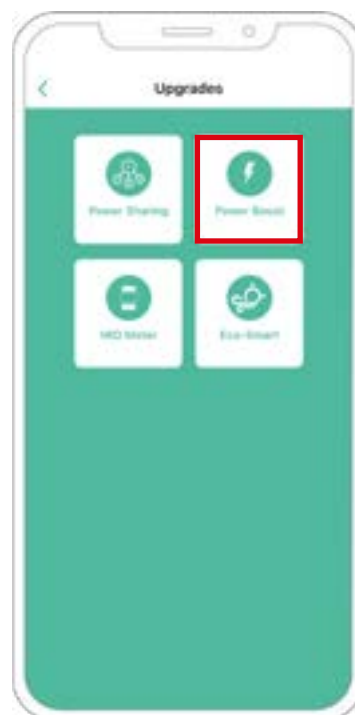 Upgrades
Power Sharing
Power Boost
MID Meter
Eco-Smart